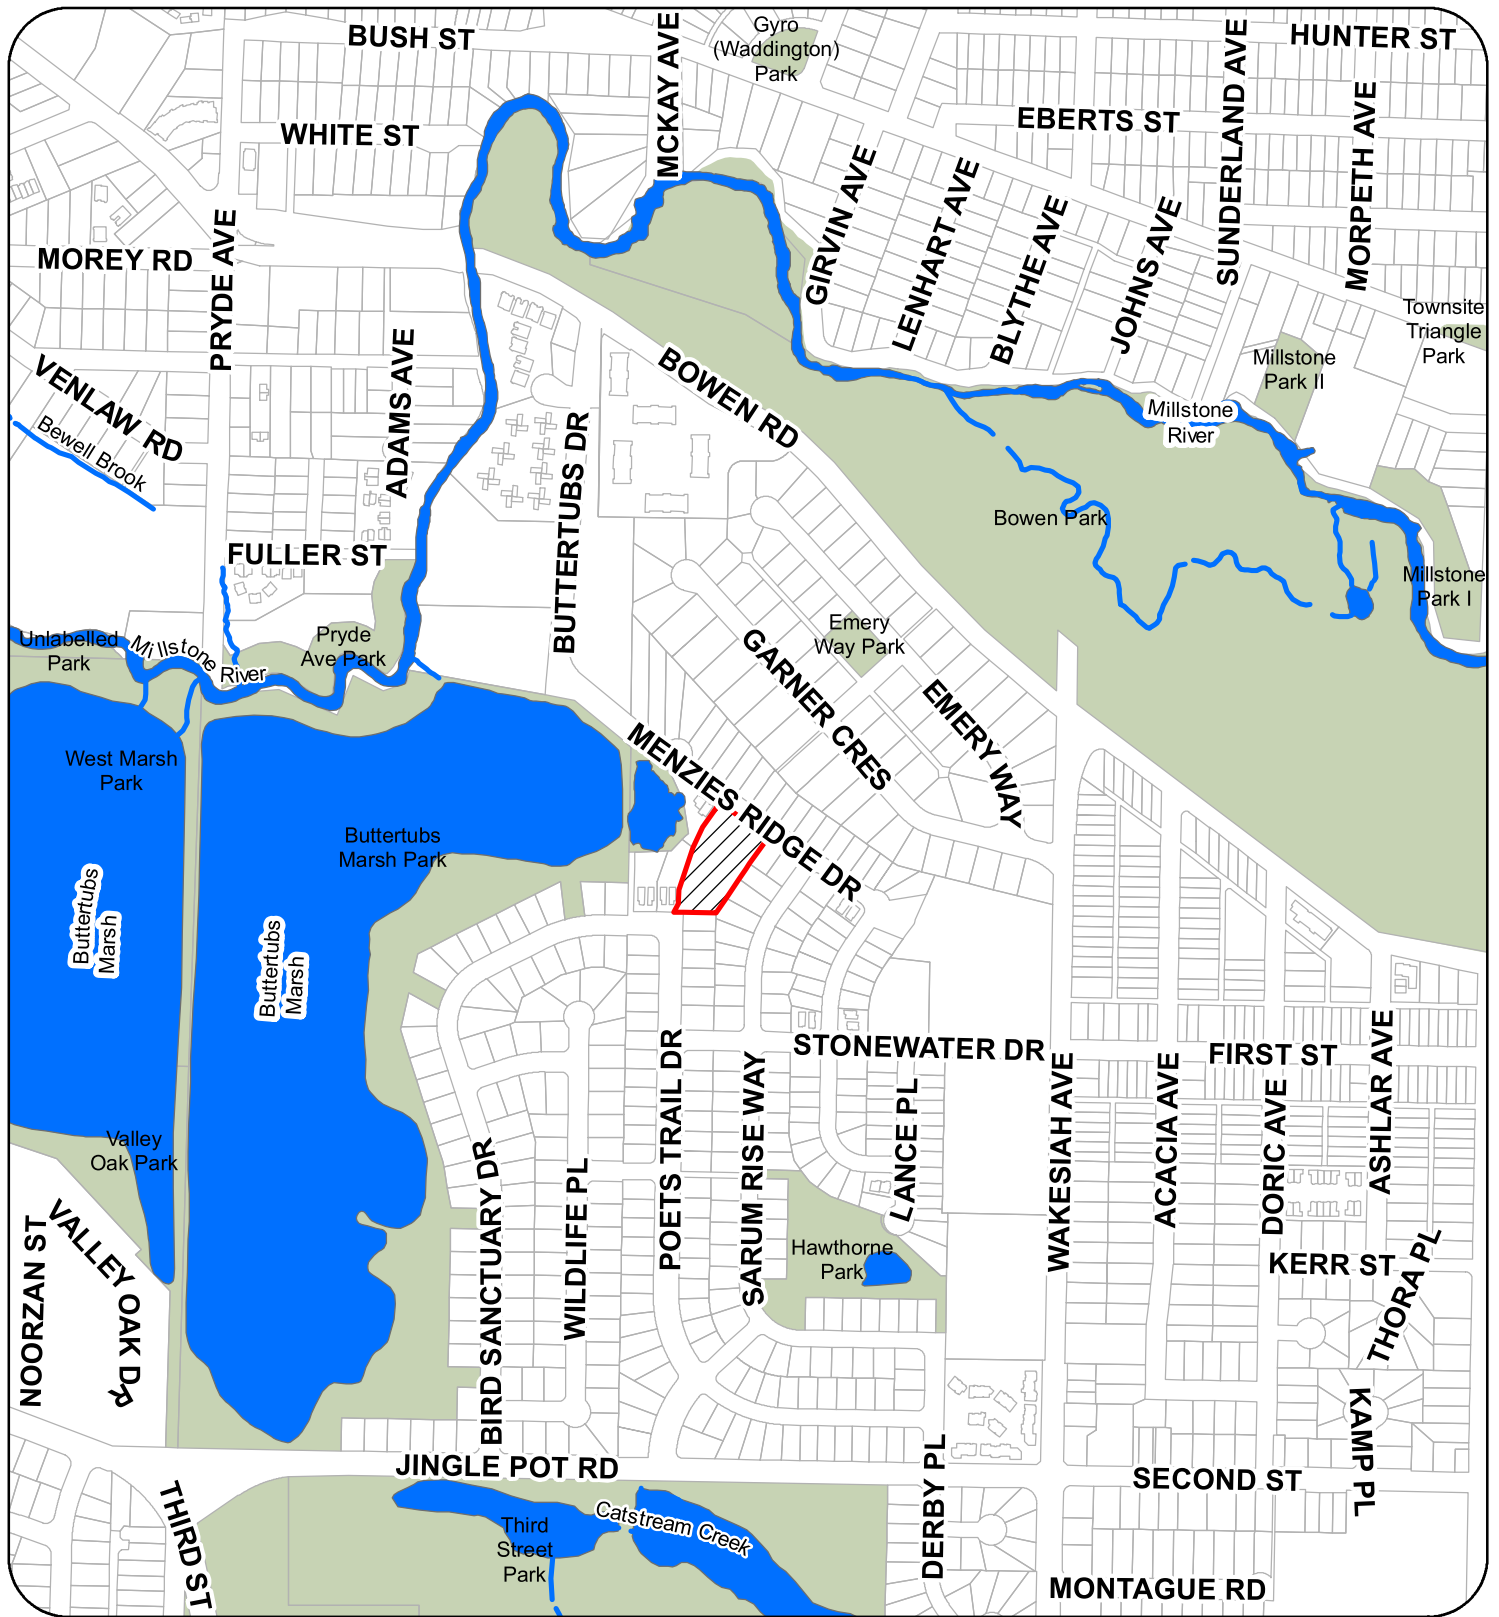 BUSH ST
MCKAY AVE
Gyro
(Waddington)
Park
SUNDERLAND AVE
HUNTER ST
WHITE ST
EBERTS ST
MORPETH AVE
GIRVIN AVE
LENHART AVE
BLYTHE AVE
JOHNS AVE
MOREY RD
PRYDE AVE
Townsite
Triangle
Park
Millstone
Park II
VENLAW RD
Bewell Brook
ADAMS AVE
BOWEN RD
BUTTERTUBS DR
Millstone
River
Bowen Park
FULLER ST
Millstone
Park I
Unlabelled
Park
Millstone River
Pryde
Ave Park
Emery
Way Park
GARNER CRES
EMERY WAY
West Marsh
Park
MENZIES RIDGE DR
Buttertubs
Marsh Park
Buttertubs
Marsh
Buttertubs
Marsh
STONEWATER DR
FIRST ST
POETS TRAIL DR
SARUM RISE WAY
LANCE PL
WAKESIAH AVE
ACACIA AVE
DORIC AVE
ASHLAR AVE
Valley
Oak Park
BIRD SANCTUARY DR
WILDLIFE PL
NOORZAN ST
VALLEY OAK DR
Hawthorne
Park
KERR ST
THORA PL
KAMP PL
JINGLE POT RD
SECOND ST
DERBY PL
THIRD ST
Third
Street
Park
Catstream Creek
MONTAGUE RD